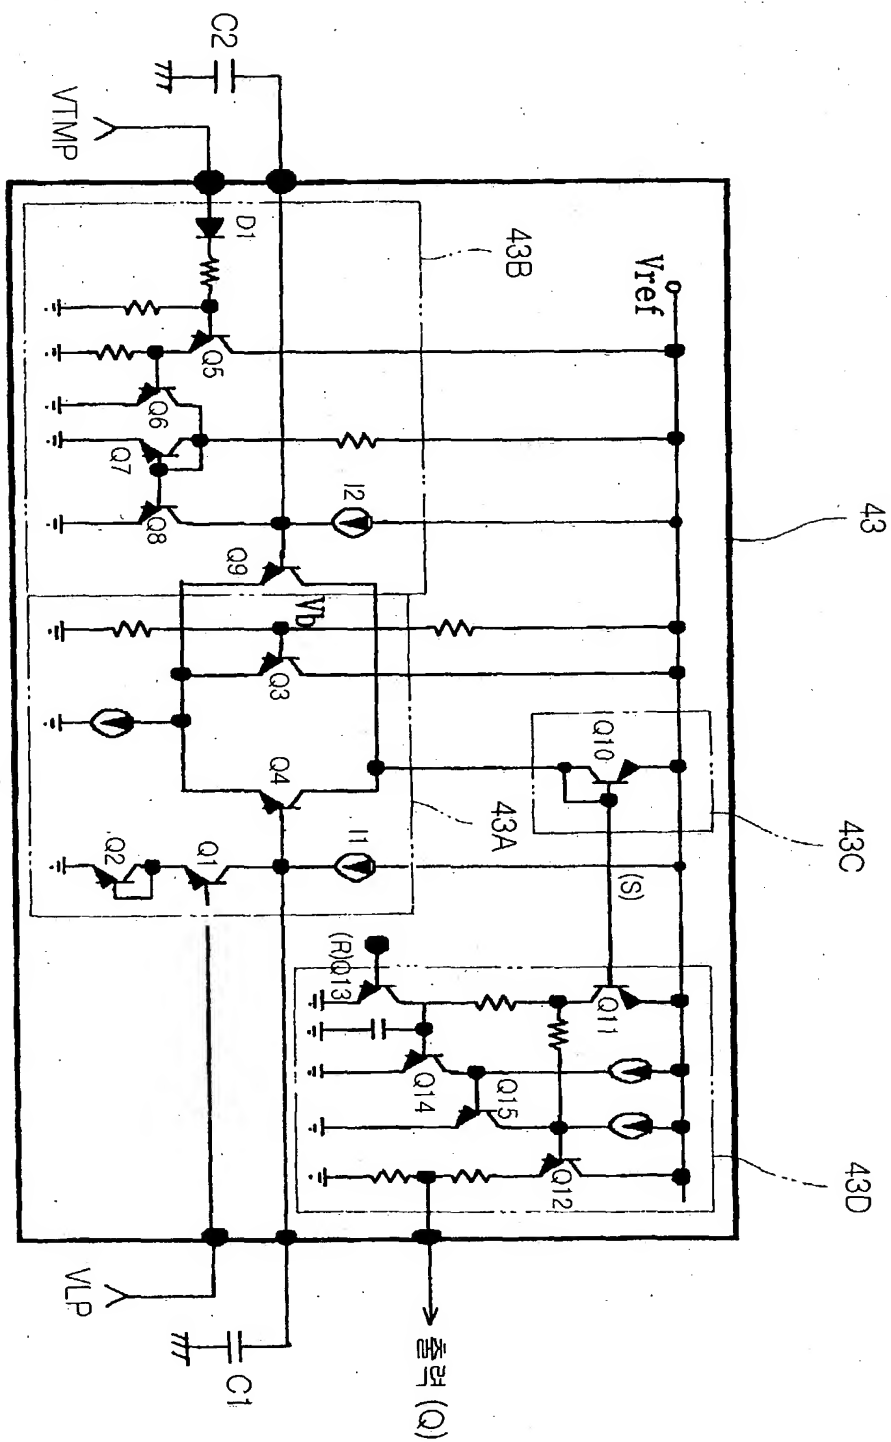 43
43B
43C
43D
Vref
(S)
Q10
Q11
D1
Q5
Q6
Q7
Q8
I2
Q9
Vb
Q3
Q4
43A
I1
Q1
Q2
(R)Q13
Q14
Q15
Q12
C2
VTMP
VLP
C1
출력 (Q)